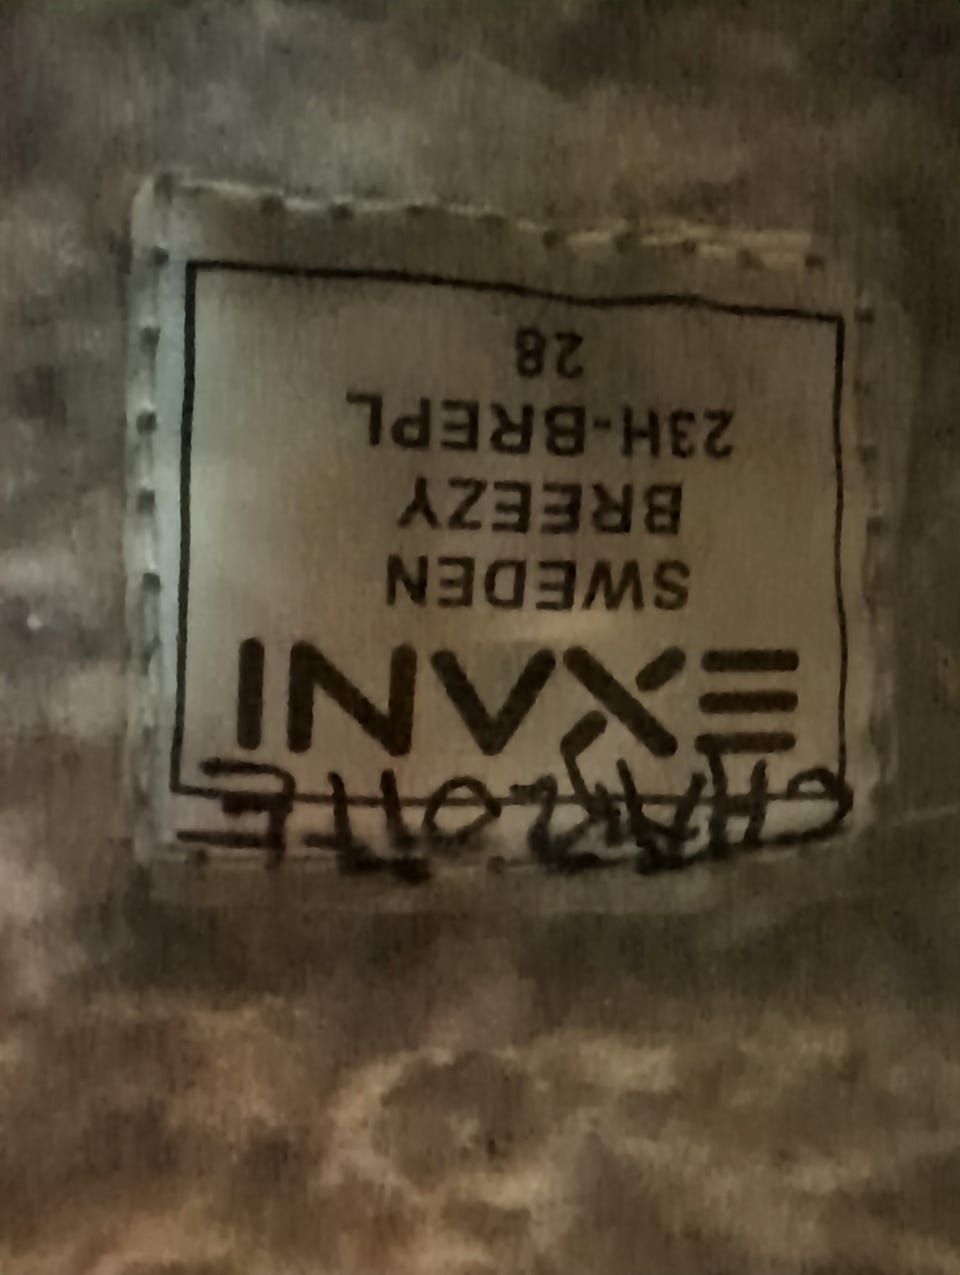 CHARLOTTE
EXANI
SWEDEN
BREEZY
23H-BREPL
28